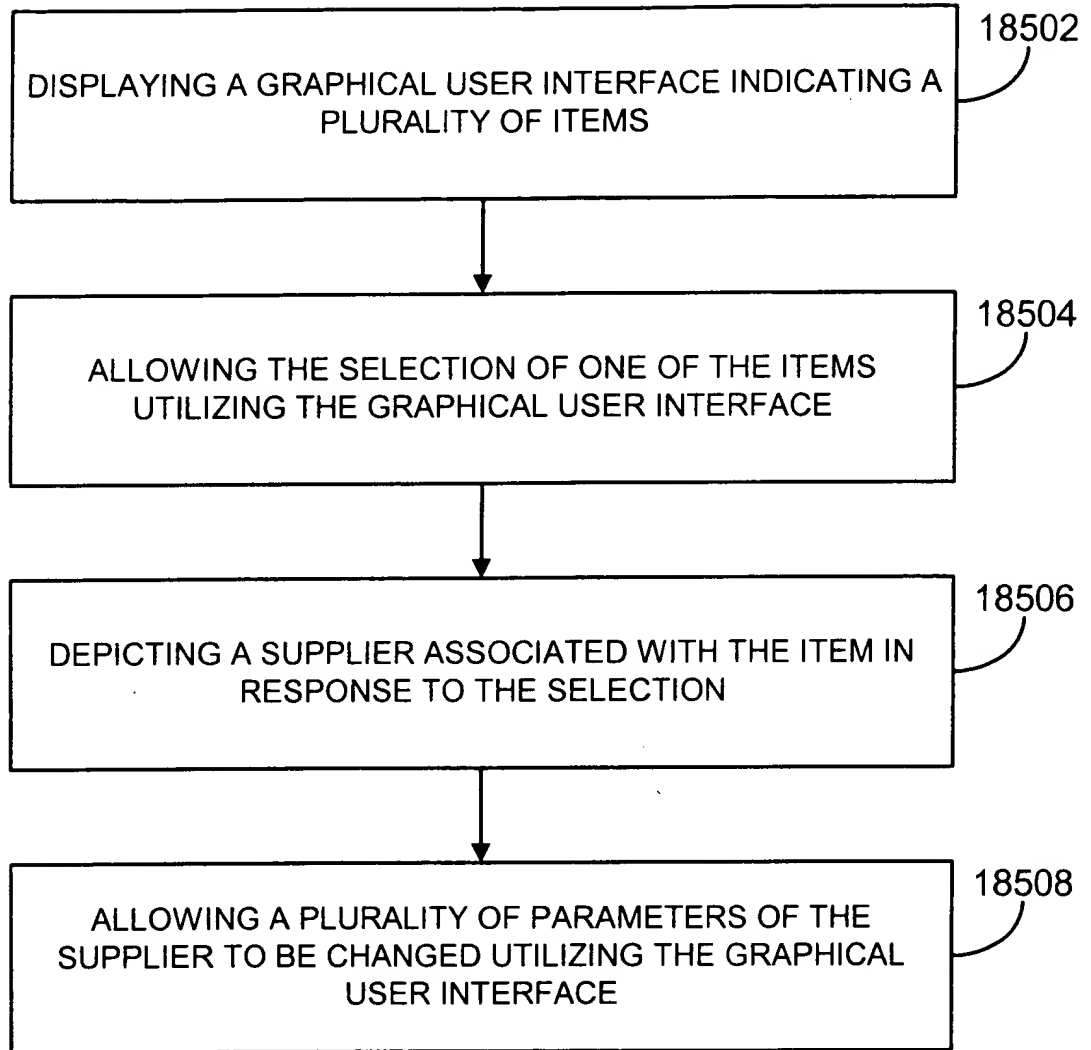 18502
DISPLAYING A GRAPHICAL USER INTERFACE INDICATING A
PLURALITY OF ITEMS
18504
ALLOWING THE SELECTION OF ONE OF THE ITEMS
UTILIZING THE GRAPHICAL USER INTERFACE
18506
DEPICTING A SUPPLIER ASSOCIATED WITH THE ITEM IN
RESPONSE TO THE SELECTION
18508
ALLOWING A PLURALITY OF PARAMETERS OF THE
SUPPLIER TO BE CHANGED UTILIZING THE GRAPHICAL
USER INTERFACE